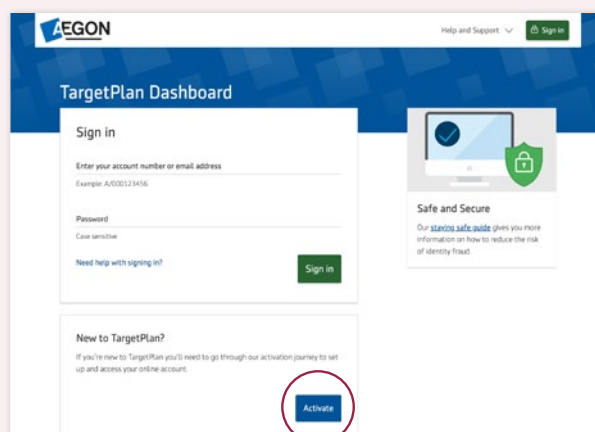 AEGON
Help and Support
Sign in
TargetPlan Dashboard
Sign in
Enter your account number or email address
Example: A/000123456
Password
Case sensitive
Need help with signing in?
Sign in
Safe and Secure
Our staying safe guide gives you more
information on how to reduce the risk
of identity fraud
New to TargetPlan?
If you're new to TargetPlan you'll need to go through our activation journey to set
up and access your online account.
Activate